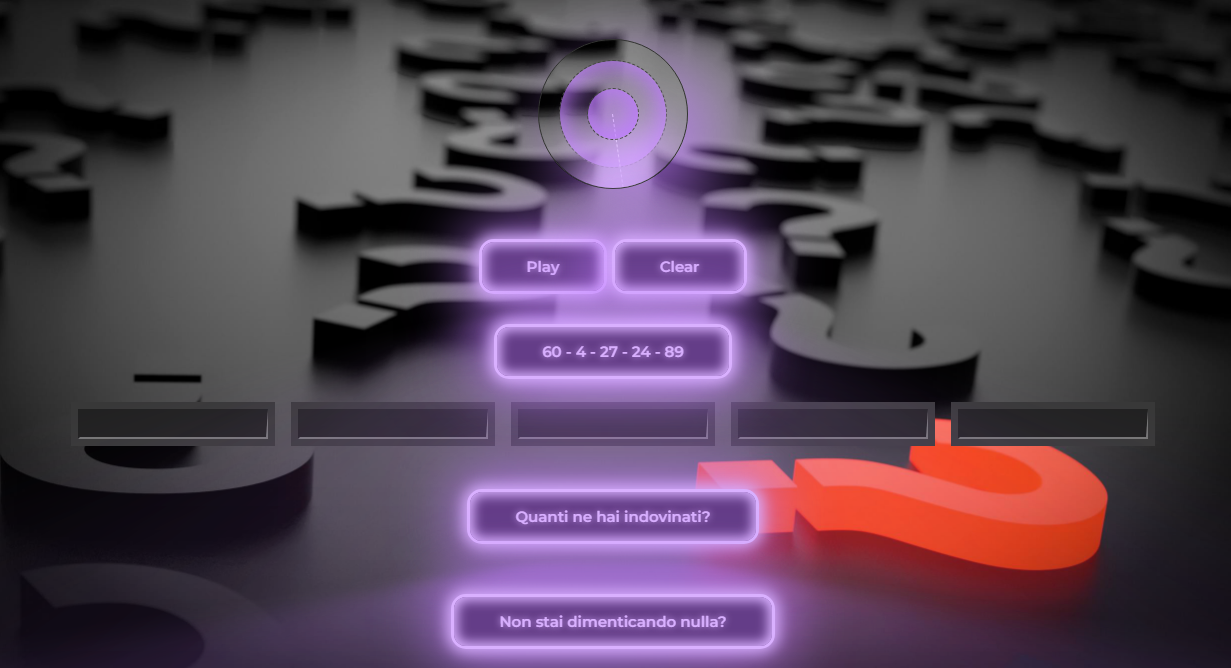 Play
Clear
60 - 4 - 27 - 24 - 89
Quanti ne hai indovinati?
Non stai dimenticando nulla?